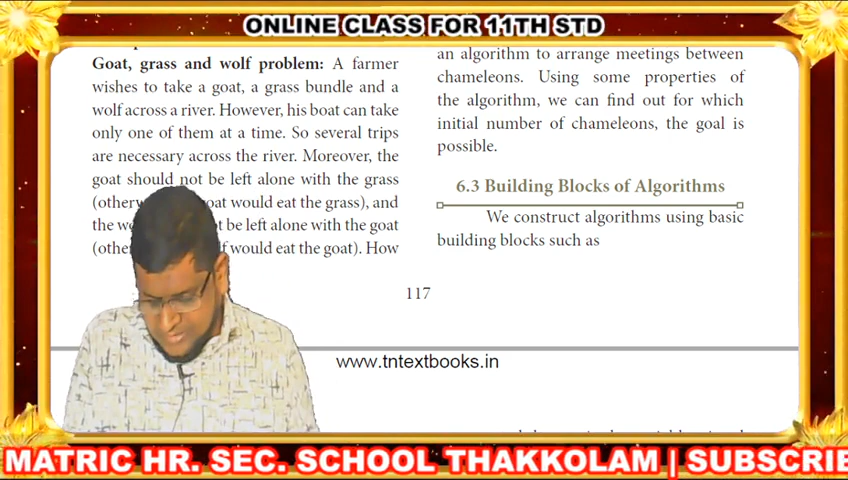 ONLINE CLASS FOR 11TH STD
Goat, grass and wolf problem: A farmer
wishes to take a goat, a grass bundle and a
wolf across a river. However, his boat can take
only one of them at a time. So several trips
are necessary across the river. Moreover, the
goat should not be left alone with the grass
(otherw oat would eat the grass), and
the w t be left alone with the goat
(othe f would eat the goat). How
an algorithm to arrange meetings between
chameleons. Using some properties of
the algorithm, we can find out for which
initial number of chameleons, the goal is
possible.
6.3 Building Blocks of Algorithms
We construct algorithms using basic
building blocks such as
117
www.tntextbooks.in
MATRIC HR. SEC. SCHOOL THAKKOLAM | SUBSCRIBE